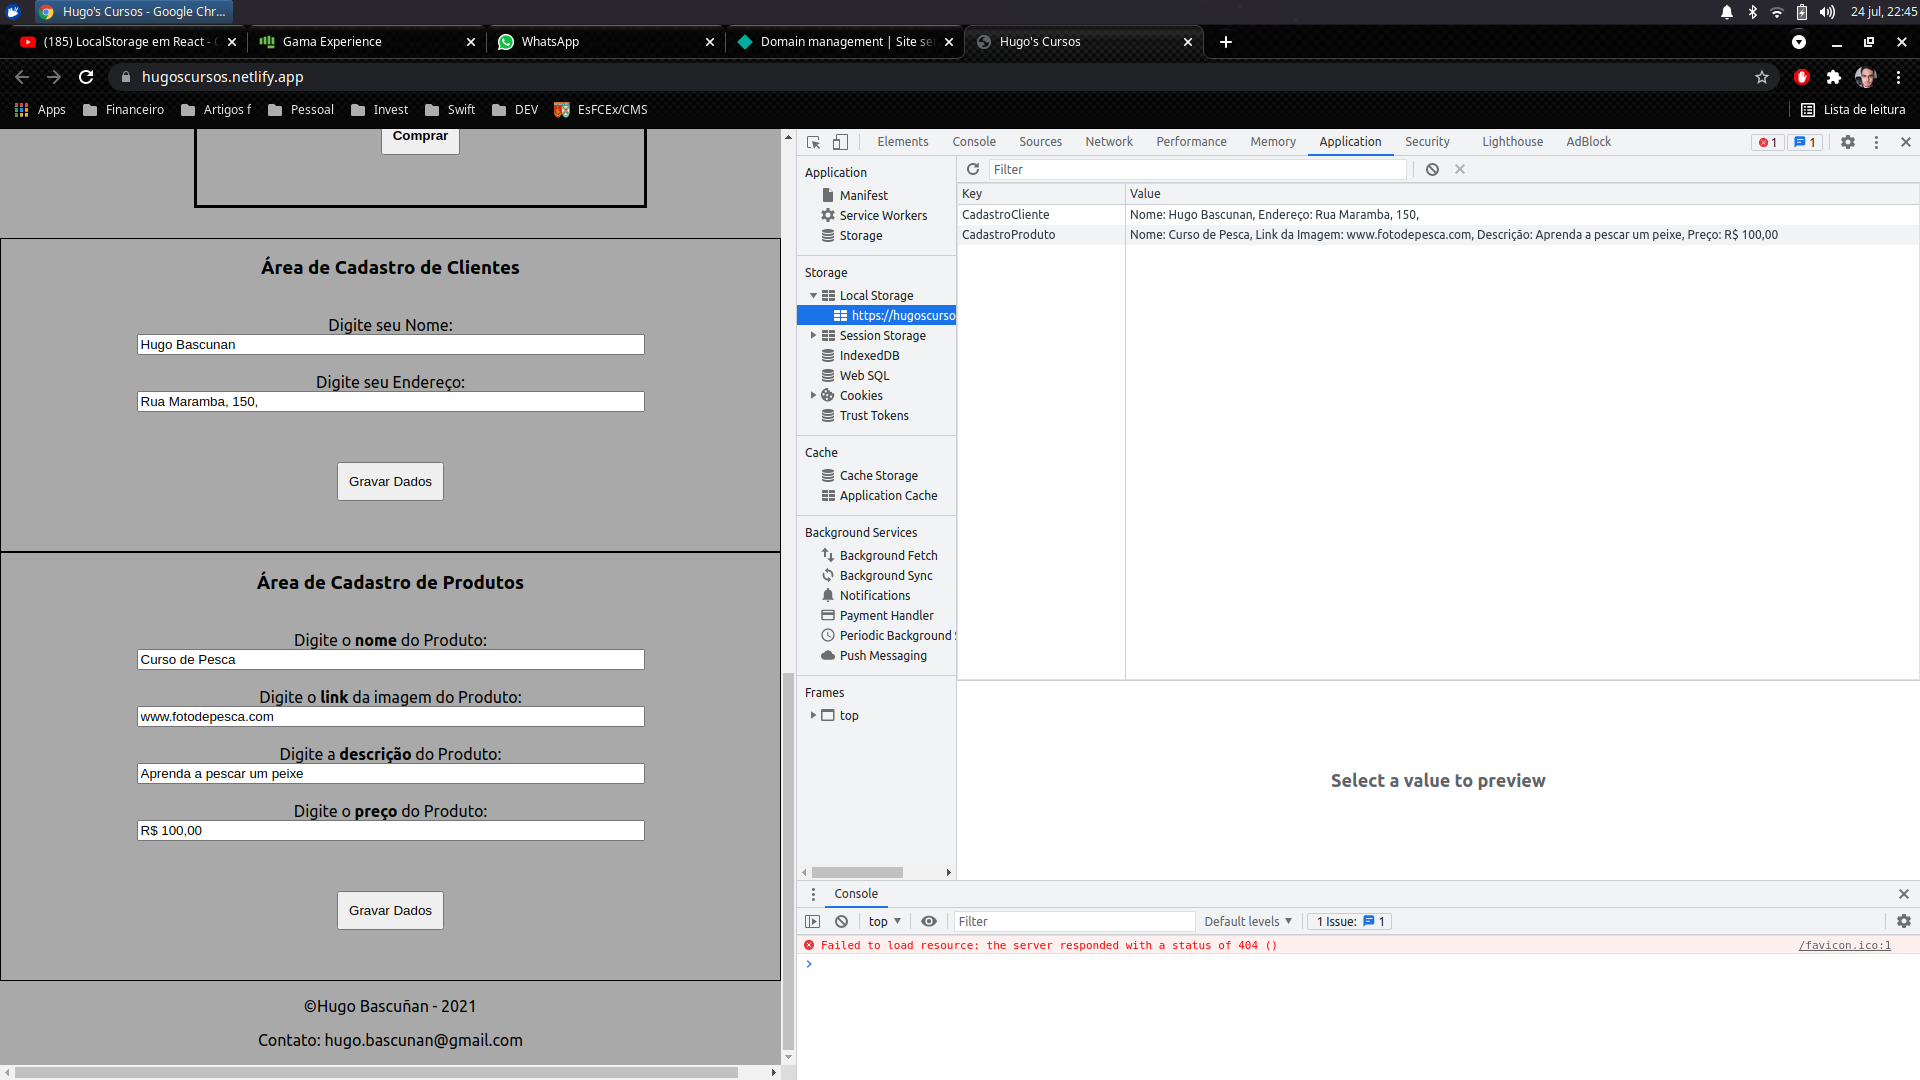 Hugo's Cursos - Google Chr...
24 jul, 22:45
(185) LocalStorage em React -
Gama Experience
WhatsApp
Domain management | Site se
Hugo's Cursos
hugoscursos.netlify.app
Apps
Financeiro
Artigos f
Pessoal
Invest
Swift
DEV
EsFCEx/CMS
Lista de leitura
Comprar
Área de Cadastro de Clientes
Digite seu Nome:
Hugo Bascunan
Digite seu Endereço:
Rua Maramba, 150,
Gravar Dados
Área de Cadastro de Produtos
Digite o nome do Produto:
Curso de Pesca
Digite o link da imagem do Produto:
www.fotodepesca.com
Digite a descrição do Produto:
Aprenda a pescar um peixe
Digite o preço do Produto:
R$ 100,00
Gravar Dados
©Hugo Bascuñan - 2021
Contato: hugo.bascunan@gmail.com
Elements
Console
Sources
Network
Performance
Memory
Application
Security
Lighthouse
AdBlock
1
1
Application
Manifest
Service Workers
Storage
Storage
Local Storage
https://hugoscurso
Session Storage
IndexedDB
Web SQL
Cookies
Trust Tokens
Cache
Cache Storage
Application Cache
Background Services
Background Fetch
Background Sync
Notifications
Payment Handler
Periodic Background
Push Messaging
Frames
top
Filter
Key Value
CadastroCliente Nome: Hugo Bascunan, Endereço: Rua Maramba, 150,
CadastroProduto Nome: Curso de Pesca, Link da Imagem: www.fotodepesca.com, Descrição: Aprenda a pescar um peixe, Preço: R$ 100,00
Select a value to preview
Console
top
Filter
Default levels
1 Issue: 1
Failed to load resource: the server responded with a status of 404 () /favicon.ico:1